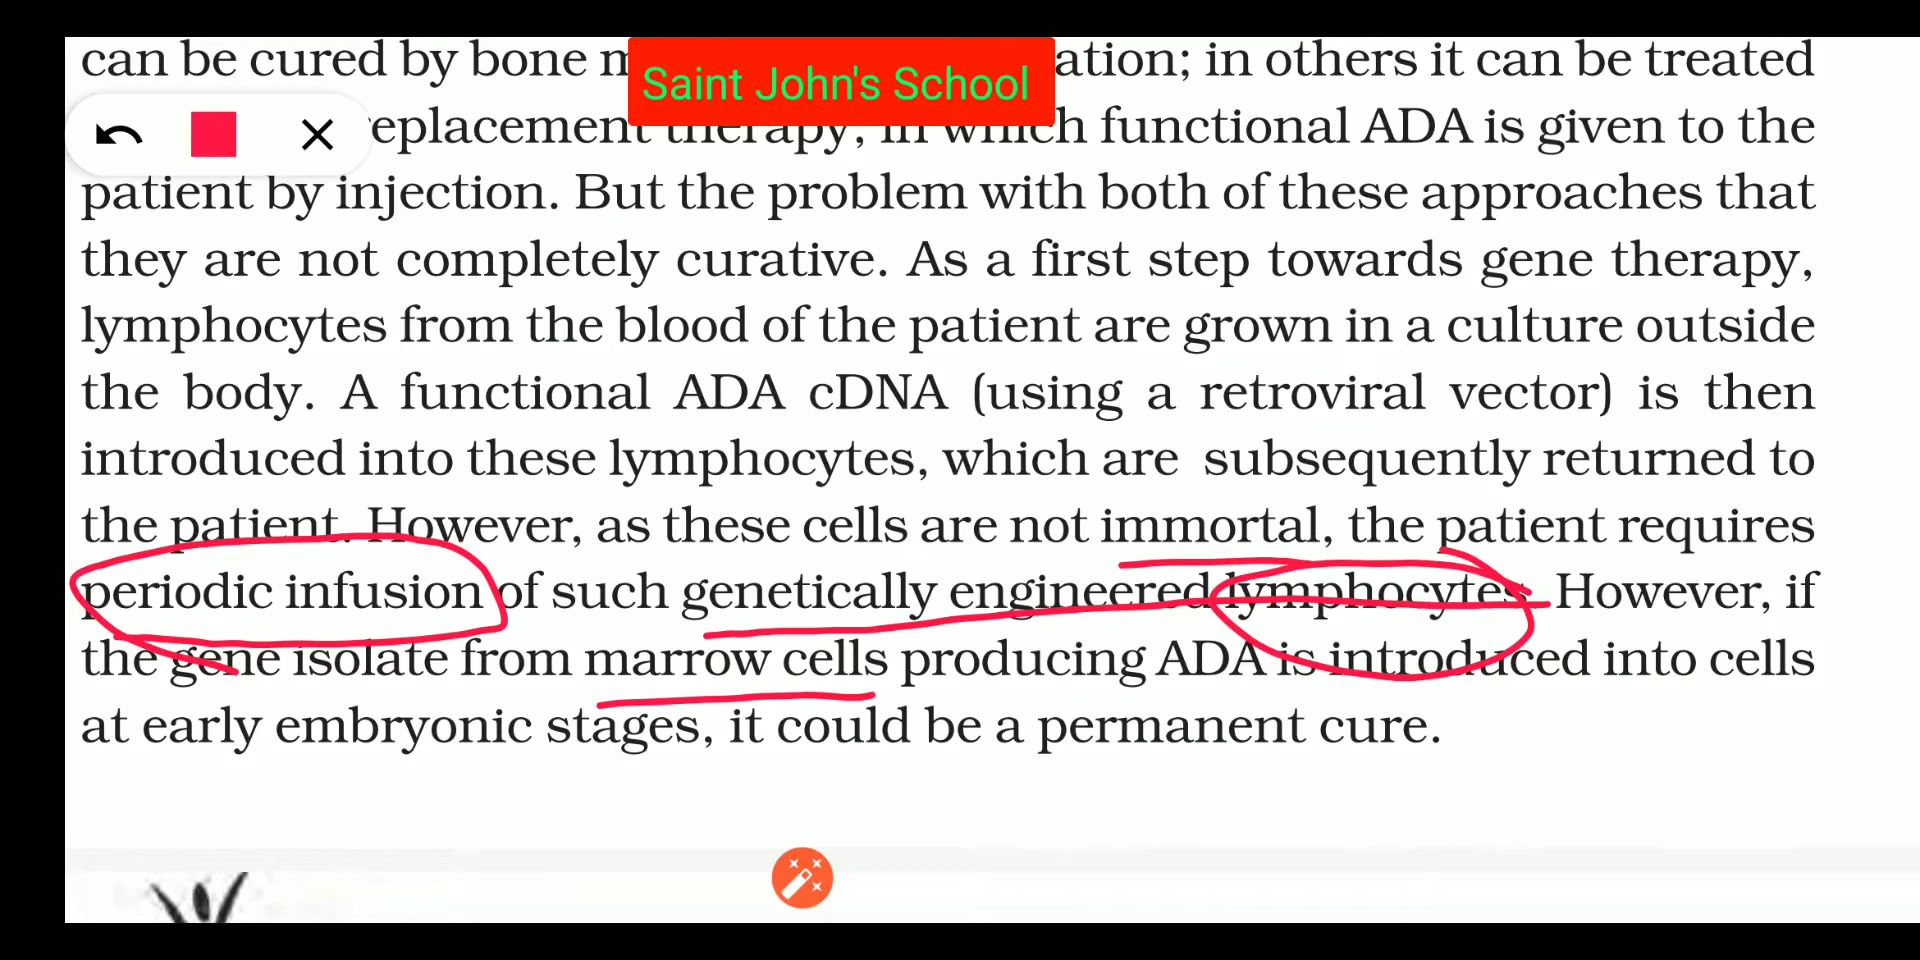 can be cured by bone ation; in others it can be treated
Saint John's School
eplacement therapy, in which functional ADA is given to the
patient by injection. But the problem with both of these approaches that
they are not completely curative. As a first step towards gene therapy,
lymphocytes from the blood of the patient are grown in a culture outside
the body. A functional ADA cDNA (using a retroviral vector) is then
introduced into these lymphocytes, which are subsequently returned to
the patient. However, as these cells are not immortal, the patient requires
periodic infusion of such genetically engineered lymphocytes. However, if
the gene isolate from marrow cells producing ADA is introduced into cells
at early embryonic stages, it could be a permanent cure.